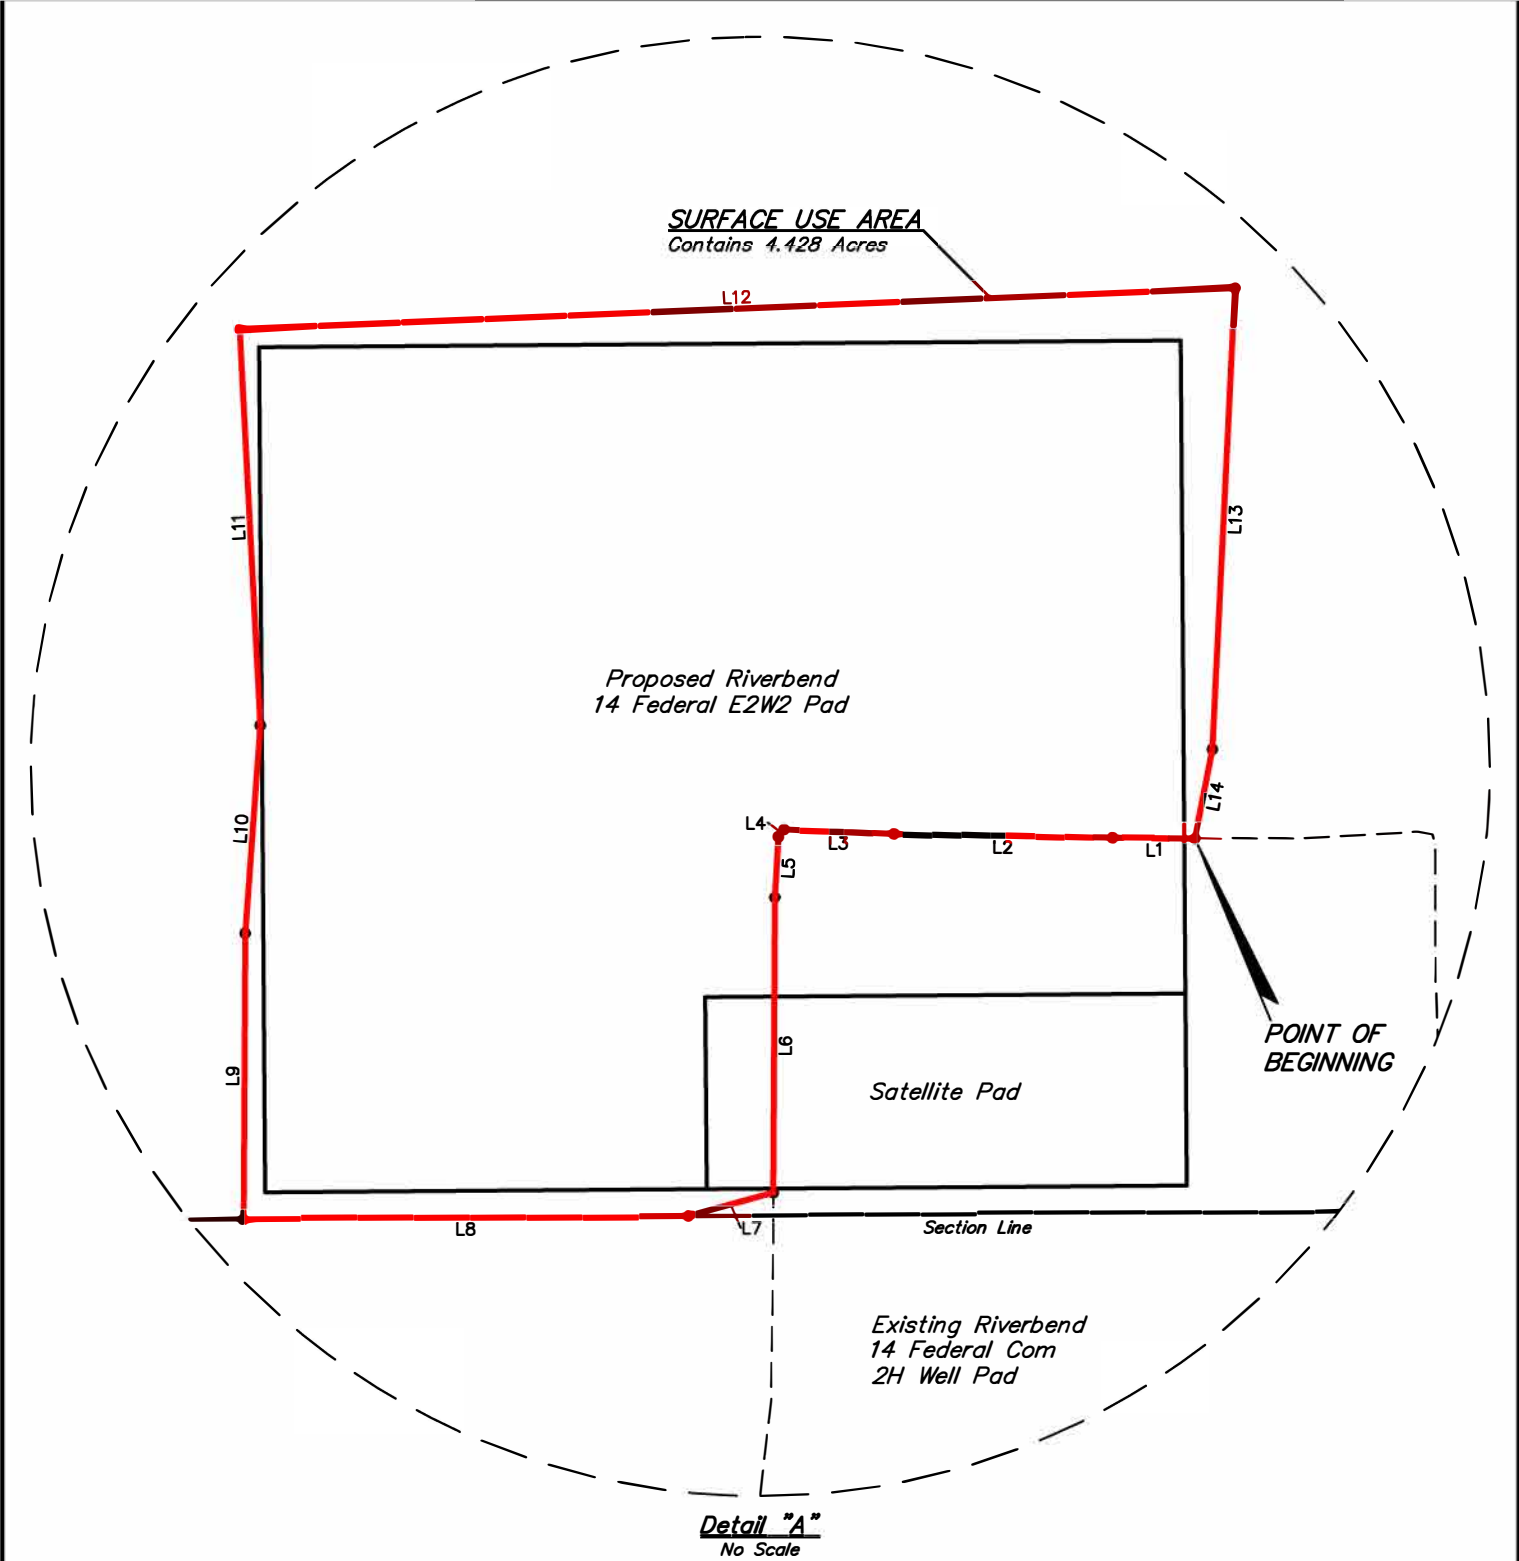 SURFACE USE AREA
Contains 4.428 Acres
L12
L11
L13
Proposed Riverbend
14 Federal E2W2 Pad
L14
L10
L4
L3
L2
L1
L5
POINT OF
BEGINNING
L6
L9
Satellite Pad
L8
L7
Section Line
Existing Riverbend
14 Federal Com
2H Well Pad
Detail "A"
No Scale